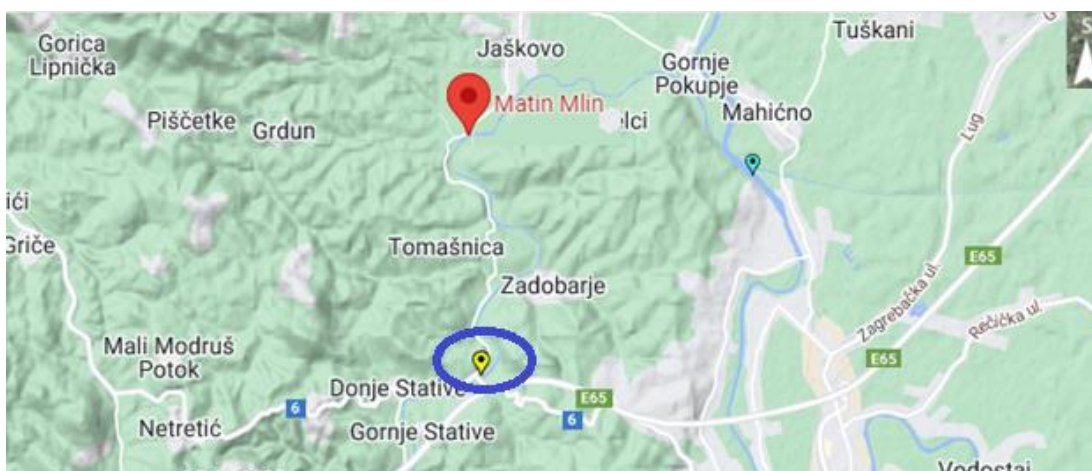 Gorica
Lipnička
Jaškovo
Tuškani
Gornje
Pokupje
Matin Mlin
Piščetke
Grdun
Mahićno
Lug
Tomašnica
Zadobarje
E65
Zagrebačka ul.
Rečička ul.
Griče
Mali Modruš
Potok
Donje Stative
E65
E65
6
6
Netretić
Gornje Stative